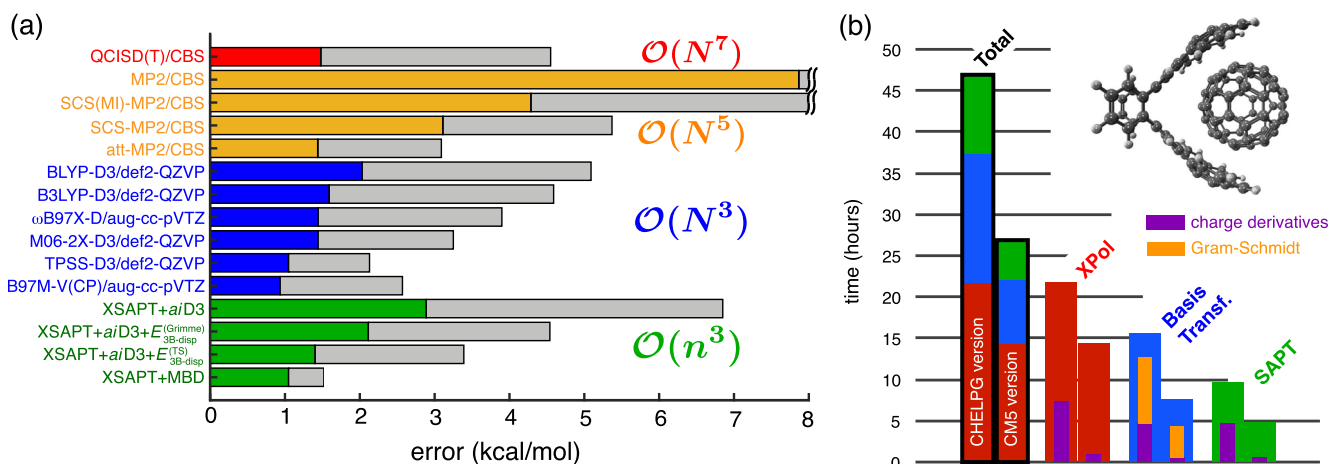 (a)
QCISD(T)/CBS
MP2/CBS
SCS(MI)-MP2/CBS
SCS-MP2/CBS
att-MP2/CBS
BLYP-D3/def2-QZVP
B3LYP-D3/def2-QZVP
ωB97X-D/aug-cc-pVTZ
M06-2X-D3/def2-QZVP
TPSS-D3/def2-QZVP
B97M-V(CP)/aug-cc-pVTZ
XSAPT+aiD3
XSAPT+aiD3+E(Grimme)3B-disp
XSAPT+aiD3+E(TS)3B-disp
XSAPT+MBD
O(N⁷)
O(N⁵)
O(N³)
O(n³)
0 1 2 3 4 5 6 7 8
error (kcal/mol)
(b)
50
45
40
35
30
25
20
15
10
5
0
time (hours)
Total
CHELPG version
CM5 version
XPol
Basis
Transf.
SAPT
charge derivatives
Gram-Schmidt